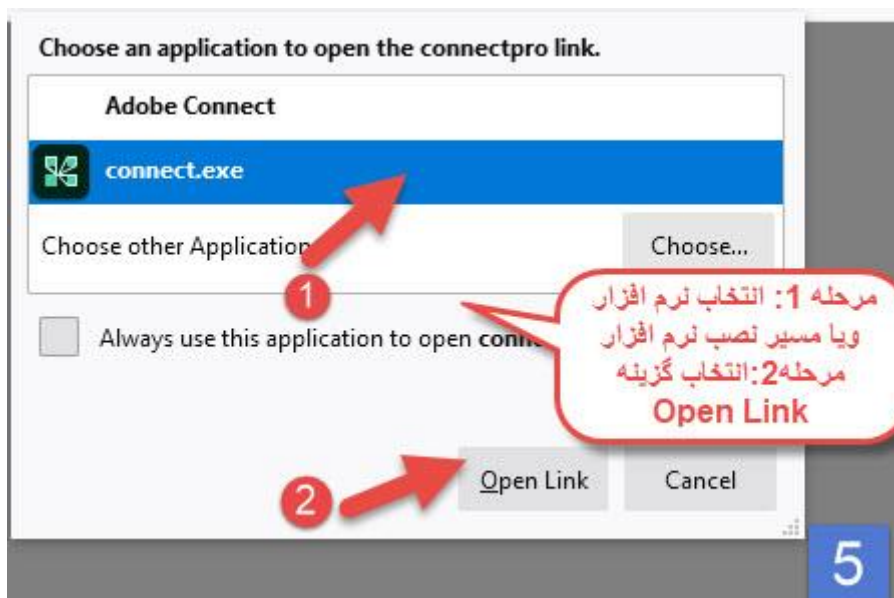 Choose an application to open the connectpro link.
Adobe Connect
connect.exe
Choose other Application
Choose...
1
مرحله 1: انتخاب نرم افزار
ویا مسیر نصب نرم افزار
مرحله2:انتخاب گزینه
Open Link
Always use this application to open
2
Open Link
Cancel
5